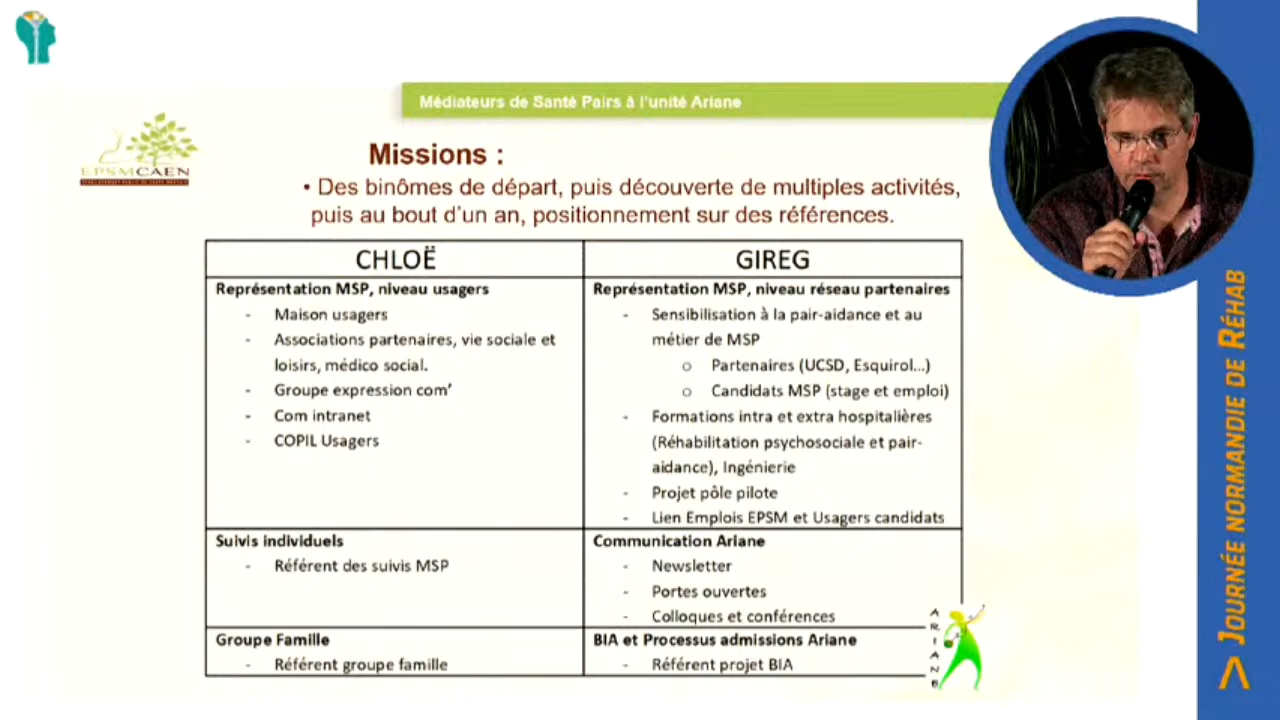 Médiateurs de Santé Pairs à l'unité Ariane
EPSMCAEN
Missions :
• Des binômes de départ, puis découverte de multiples activités,
puis au bout d'un an, positionnement sur des références.
CHLOË
Représentation MSP, niveau usagers
- Maison usagers
- Associations partenaires, vie sociale et
loisirs, médico social.
- Groupe expression com'
- Com intranet
- COPIL Usagers
GIREG
Représentation MSP, niveau réseau partenaires
- Sensibilisation à la pair-aidance et au
métier de MSP
o Partenaires (UCSD, Esquirol...)
o Candidats MSP (stage et emploi)
- Formations intra et extra hospitalières
(Réhabilitation psychosociale et pair-
aidance), Ingénierie
- Projet pôle pilote
- Lien Emplois EPSM et Usagers candidats
Suivis individuels
- Référent des suivis MSP
Communication Ariane
- Newsletter
- Portes ouvertes
- Colloques et conférences
Groupe Famille
- Référent groupe famille
BIA et Processus admissions Ariane
- Référent projet BIA
ARIANE
> JOURNÉE NORMANDIE DE RÉHAB